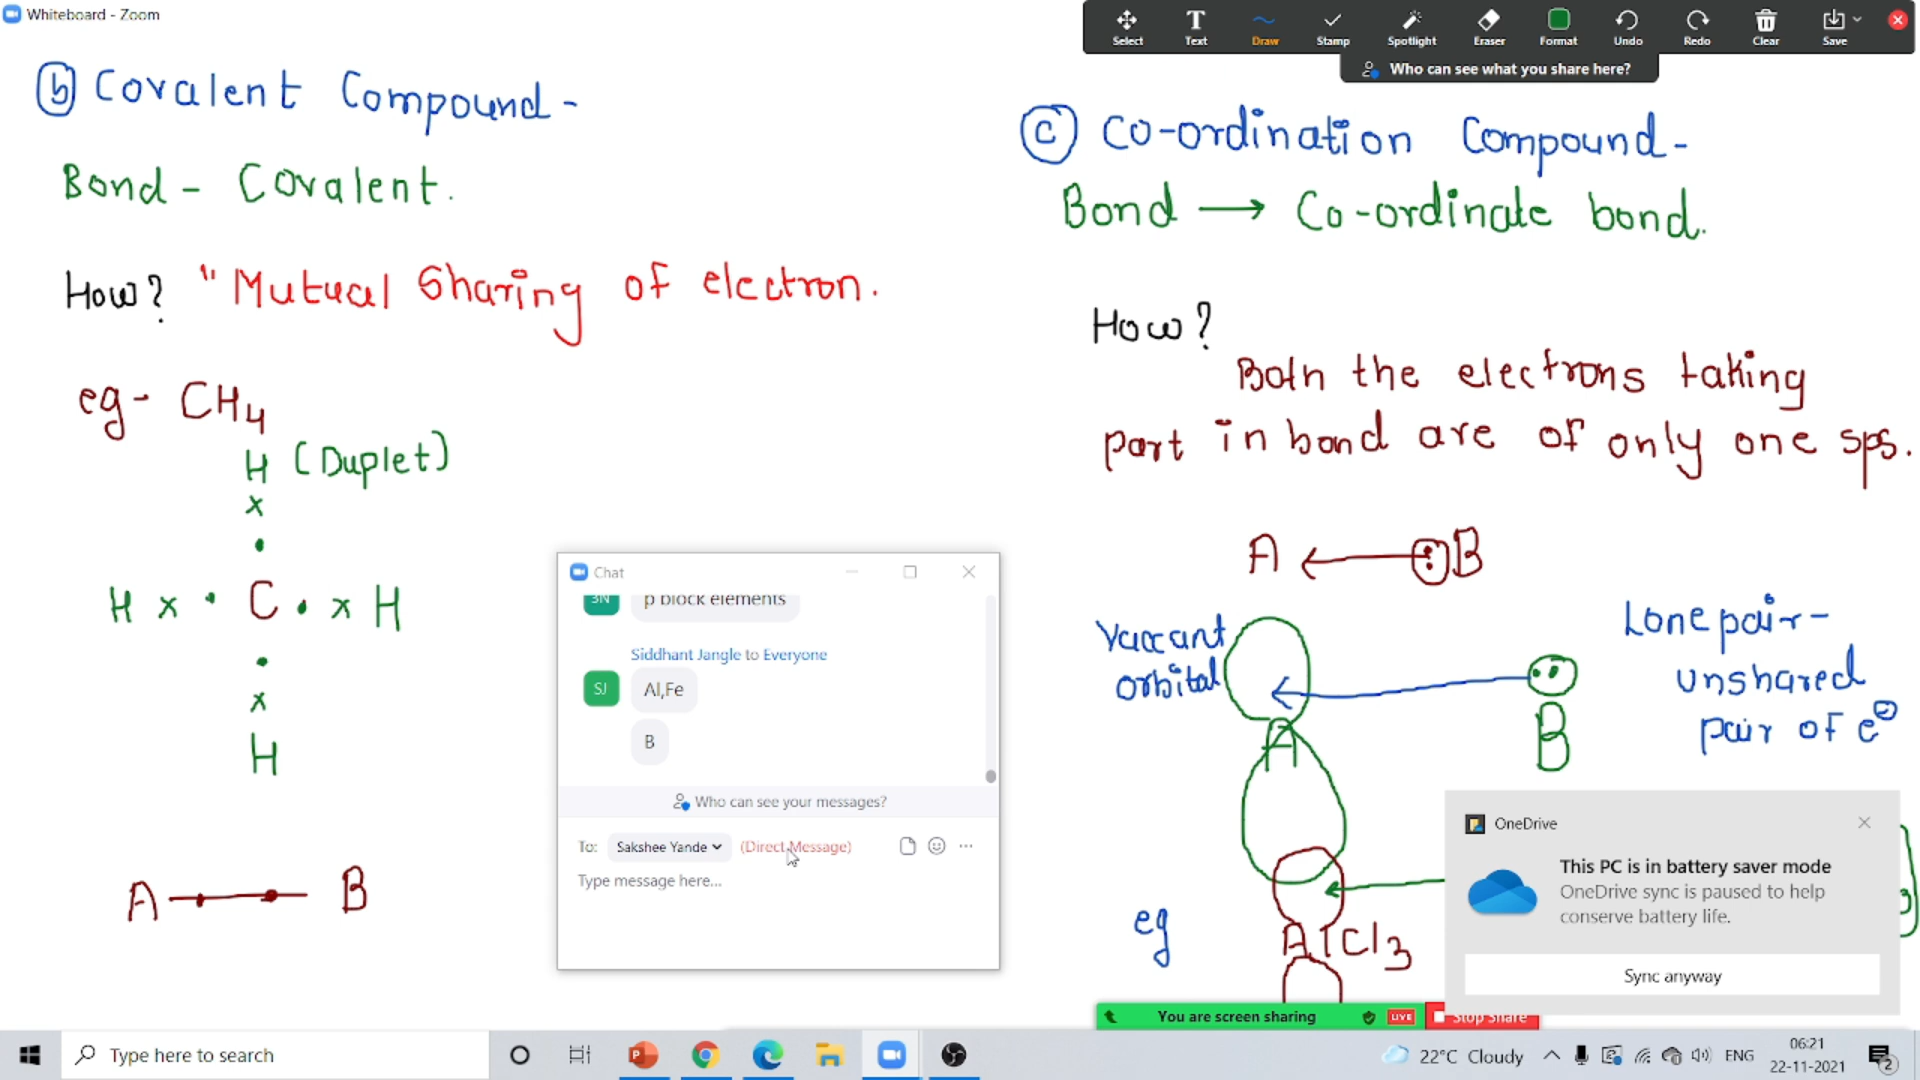 Whiteboard - Zoom
Select
Text
Draw
Stamp
Spotlight
Eraser
Format
Undo
Redo
Clear
Save
Who can see what you share here?
b Covalent Compound-
Bond - Covalent.
How? "Mutual Sharing of electron.
eg- CH4
H (Duplet)
x
H x • C • x H
x
H
A B
c Co-ordination Compound-
Bond → Co-ordinate bond.
How?
Both the electrons taking
part in bond are of only one sps.
A ← : B
Vaccant
orbital
A
B
Lone pair-
unshared
pair of e⊖
eg
AlCl3
Chat
p block elements
Siddhant Jangle to Everyone
SJ
Al,Fe
B
Who can see your messages?
To: Sakshee Yande (Direct Message)
Type message here...
OneDrive
This PC is in battery saver mode
OneDrive sync is paused to help
conserve battery life.
Sync anyway
You are screen sharing
LIVE
Stop Share
Type here to search
22°C Cloudy
ENG
06:21
22-11-2021
2